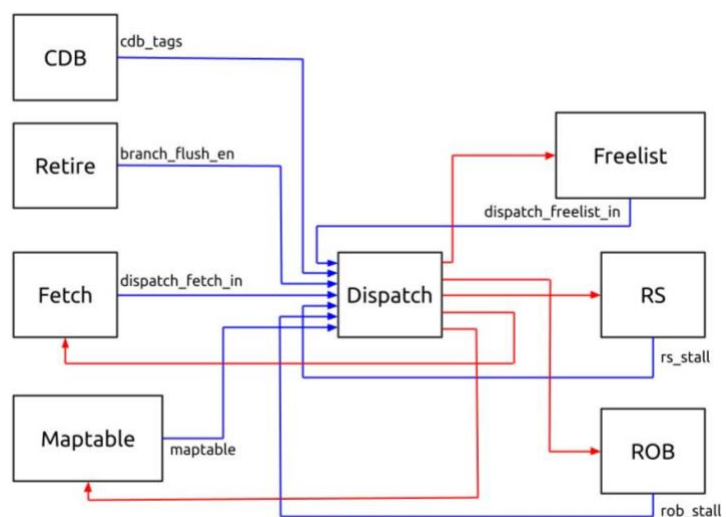 CDB
cdb_tags
Retire
branch_flush_en
Freelist
dispatch_freelist_in
Fetch
dispatch_fetch_in
Dispatch
RS
rs_stall
Maptable
maptable
ROB
rob_stall